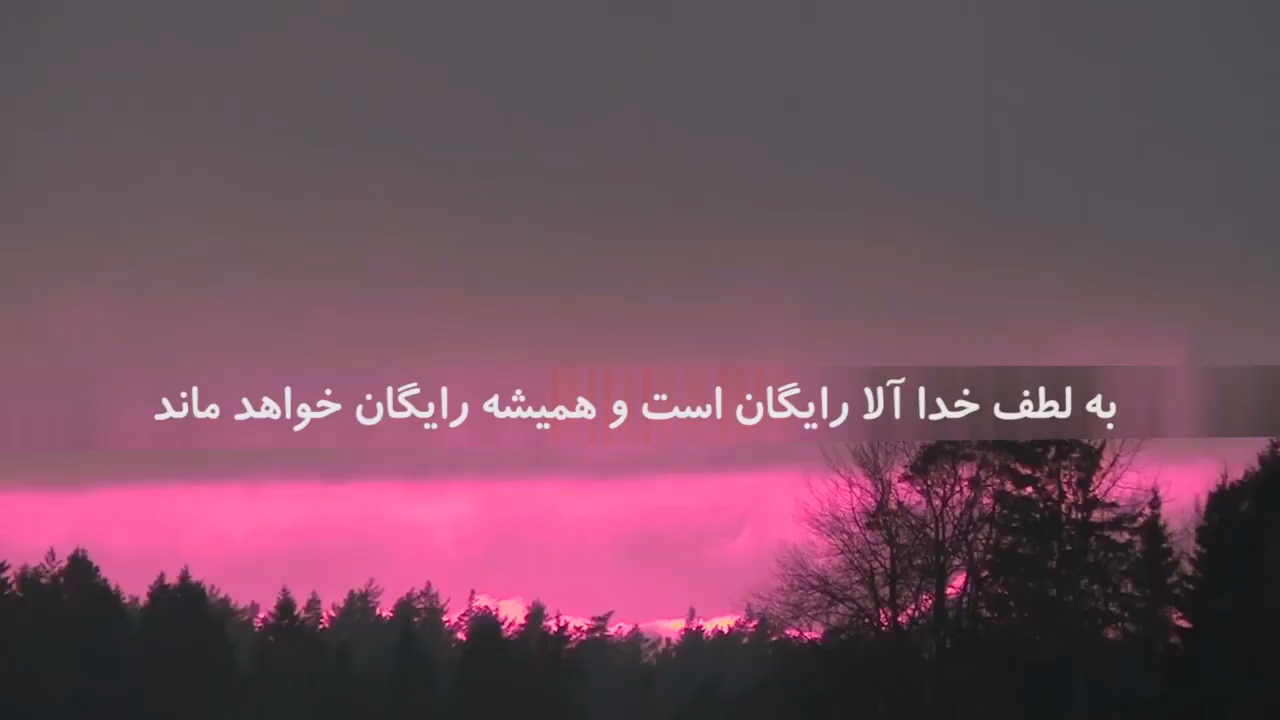 به لطف خدا آلا رایگان است و همیشه رایگان خواهد ماند